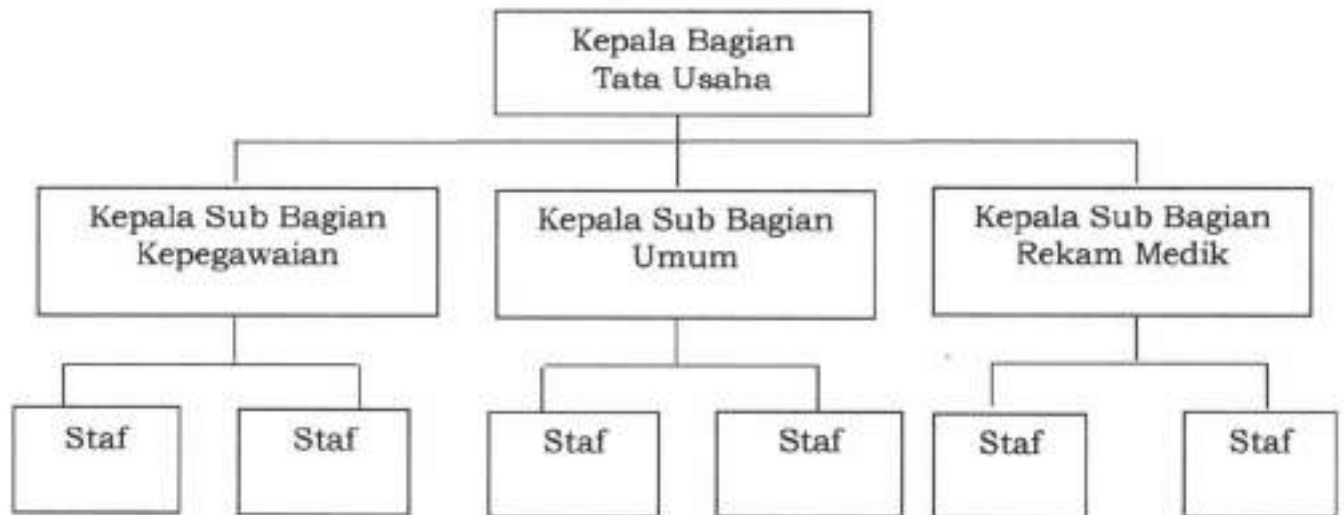 Kepala Bagian
Tata Usaha
Kepala Sub Bagian
Kepegawaian
Kepala Sub Bagian
Umum
Kepala Sub Bagian
Rekam Medik
Staf
Staf
Staf
Staf
Staf
Staf